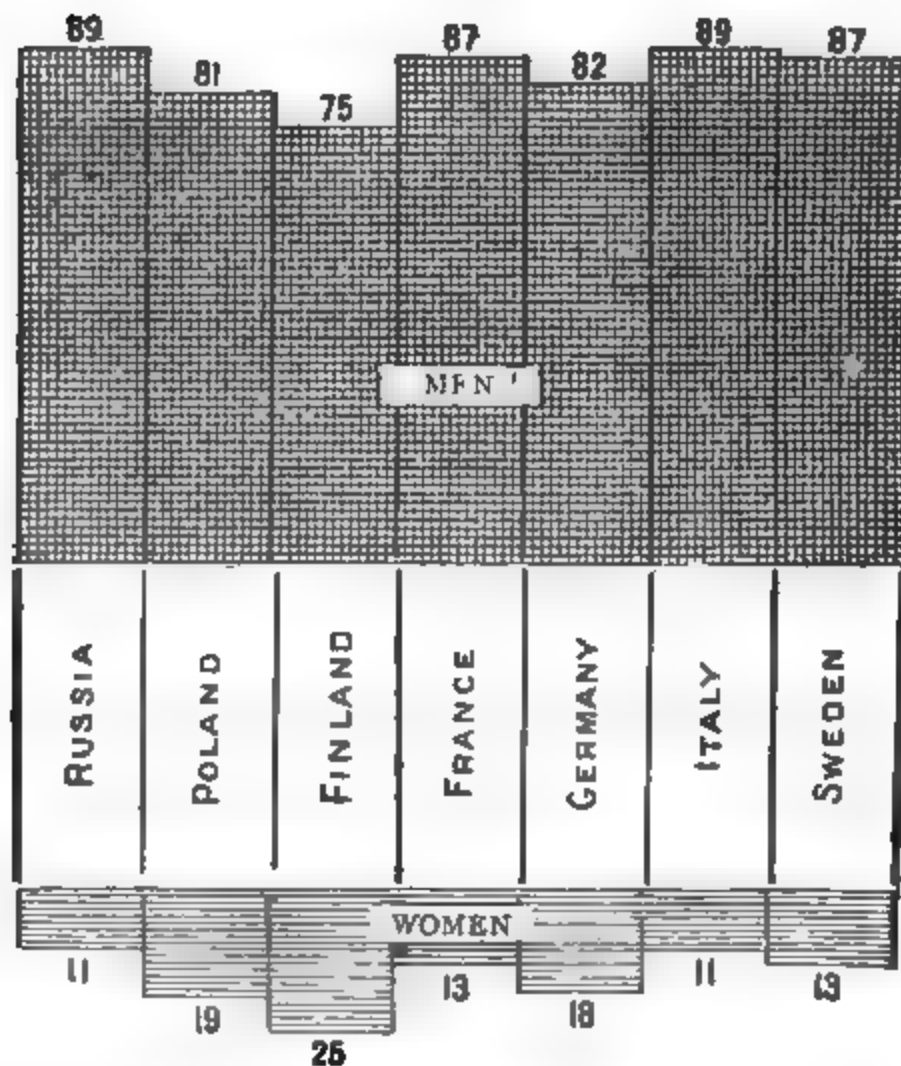 89 81 75 87 82 89 87
MEN
RUSSIA
POLAND
FINLAND
FRANCE
GERMANY
ITALY
SWEDEN
WOMEN
11 19 25 13 18 11 13